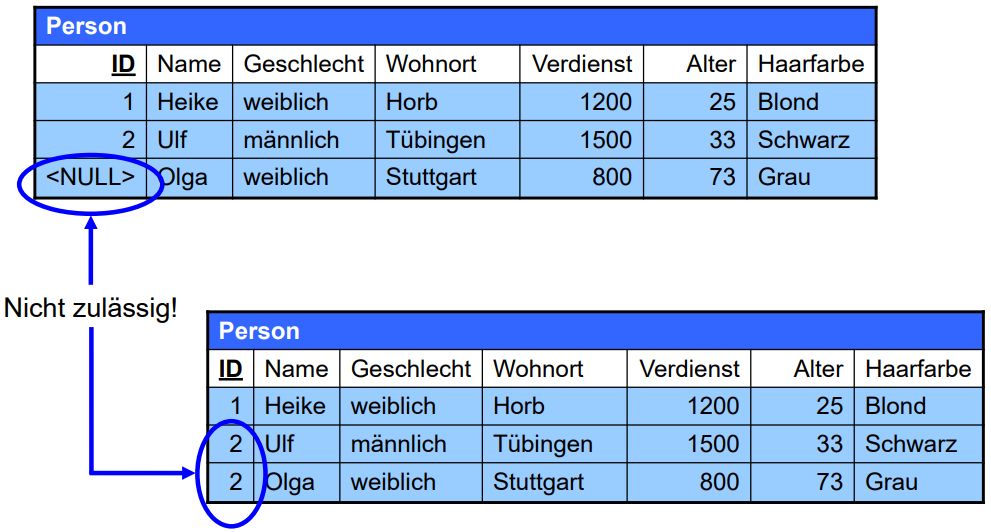 Person
ID Name Geschlecht Wohnort Verdienst Alter Haarfarbe
1 Heike weiblich Horb 1200 25 Blond
2 Ulf männlich Tübingen 1500 33 Schwarz
<NULL> Olga weiblich Stuttgart 800 73 Grau
Nicht zulässig!
Person
ID Name Geschlecht Wohnort Verdienst Alter Haarfarbe
1 Heike weiblich Horb 1200 25 Blond
2 Ulf männlich Tübingen 1500 33 Schwarz
2 Olga weiblich Stuttgart 800 73 Grau